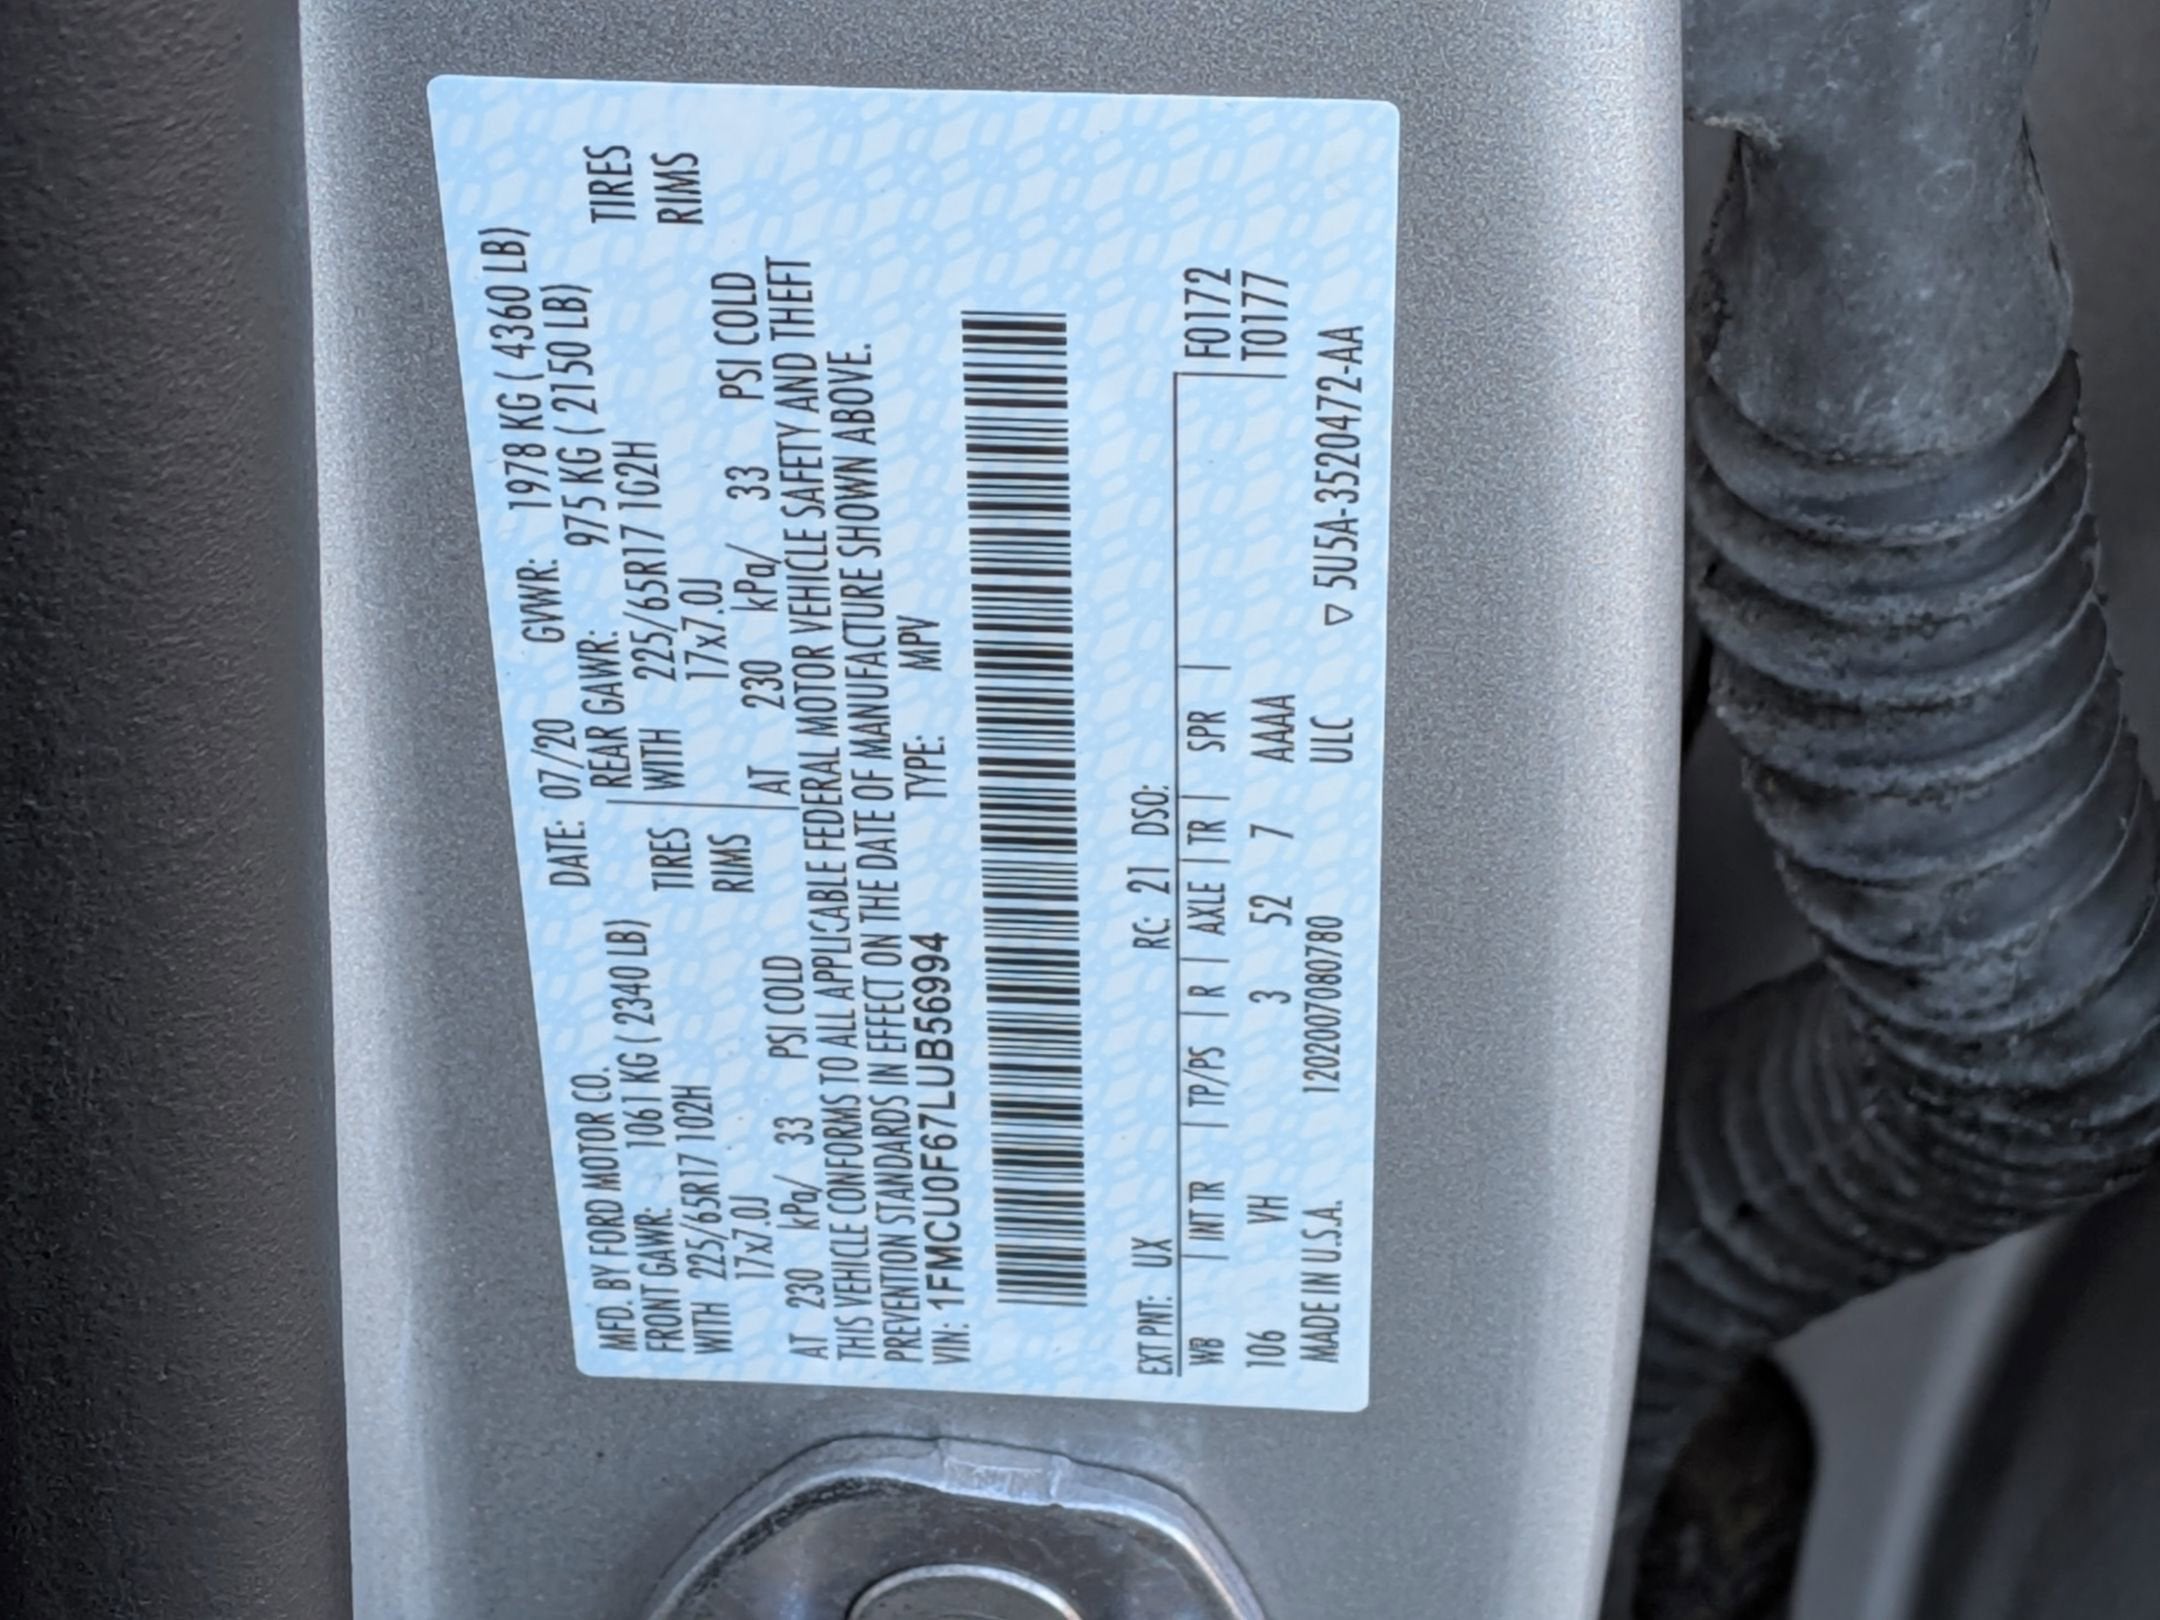 MFD. BY FORD MOTOR CO. DATE: 07/20 GVWR: 1978 KG ( 4360 LB)
FRONT GAWR: 1061 KG ( 2340 LB) REAR GAWR: 975 KG ( 2150 LB)
WITH 225/65R17 102H TIRES WITH 225/65R17 102H TIRES
17x7.0J RIMS 17x7.0J RIMS
AT 230 kPa/ 33 PSI COLD AT 230 kPa/ 33 PSI COLD
THIS VEHICLE CONFORMS TO ALL APPLICABLE FEDERAL MOTOR VEHICLE SAFETY AND THEFT
PREVENTION STANDARDS IN EFFECT ON THE DATE OF MANUFACTURE SHOWN ABOVE.
VIN: 1FMCU0F67LUB56994 TYPE: MPV
EXT PNT: UX RC: 21 DSO:
WB | INT TR | TP/PS | R | AXLE | TR | SPR | F0172
106 VH 3 52 7 AAAA T0177
MADE IN U.S.A. 120200708078​0 ULC ▽ 5U5A-3520472-AA